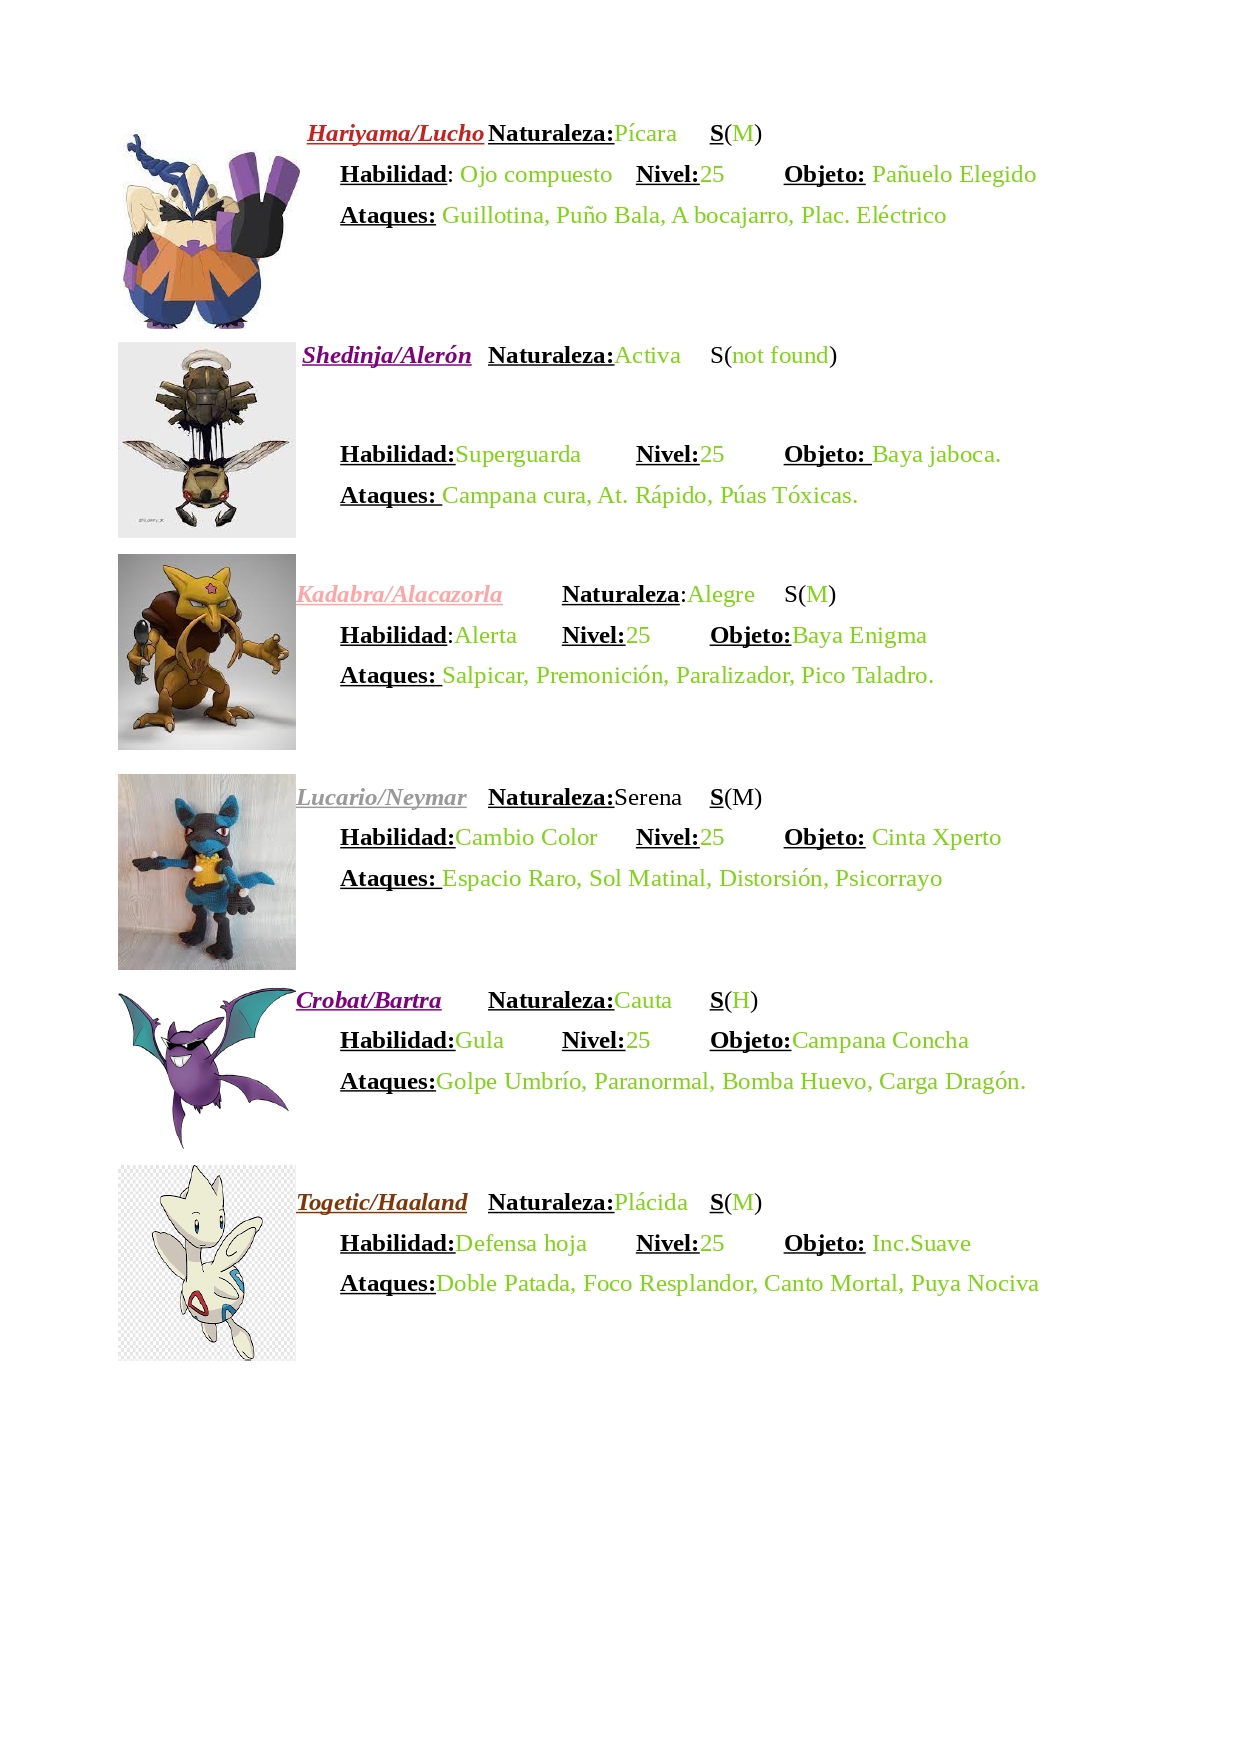 Hariyama/Lucho Naturaleza:Pícara S(M)
Habilidad: Ojo compuesto Nivel:25 Objeto: Pañuelo Elegido
Ataques: Guillotina, Puño Bala, A bocajarro, Plac. Eléctrico
Shedinja/Alerón Naturaleza:Activa S(not found)
Habilidad:Superguarda Nivel:25 Objeto: Baya jaboca.
Ataques: Campana cura, At. Rápido, Púas Tóxicas.
Kadabra/Alacazorla Naturaleza:Alegre S(M)
Habilidad:Alerta Nivel:25 Objeto:Baya Enigma
Ataques: Salpicar, Premonición, Paralizador, Pico Taladro.
Lucario/Neymar Naturaleza:Serena S(M)
Habilidad:Cambio Color Nivel:25 Objeto: Cinta Xperto
Ataques: Espacio Raro, Sol Matinal, Distorsión, Psicorrayo
Crobat/Bartra Naturaleza:Cauta S(H)
Habilidad:Gula Nivel:25 Objeto:Campana Concha
Ataques:Golpe Umbrío, Paranormal, Bomba Huevo, Carga Dragón.
Togetic/Haaland Naturaleza:Plácida S(M)
Habilidad:Defensa hoja Nivel:25 Objeto: Inc.Suave
Ataques:Doble Patada, Foco Resplandor, Canto Mortal, Puya Nociva